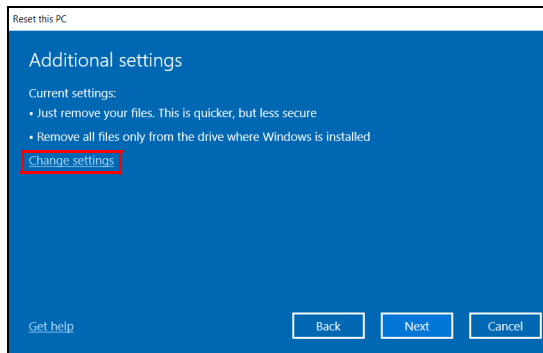 Reset this PC
Additional settings
Current settings:
• Just remove your files. This is quicker, but less secure
• Remove all files only from the drive where Windows is installed
Change settings
Get help
Back
Next
Cancel